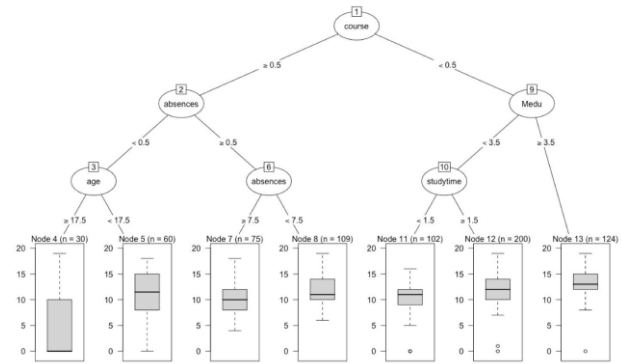 1
course
≥ 0.5
< 0.5
2
absences
9
Medu
< 0.5
≥ 0.5
< 3.5
≥ 3.5
3
age
6
absences
10
studytime
≥ 17.5
< 17.5
≥ 7.5
< 7.5
< 1.5
≥ 1.5
Node 4 (n = 30)
Node 5 (n = 60)
Node 7 (n = 75)
Node 8 (n = 109)
Node 11 (n = 102)
Node 12 (n = 200)
Node 13 (n = 124)
20 20 20 20 20 20 20
15 15 15 15 15 15 15
10 10 10 10 10 10 10
5 5 5 5 5 5 5
0 0 0 0 0 0 0